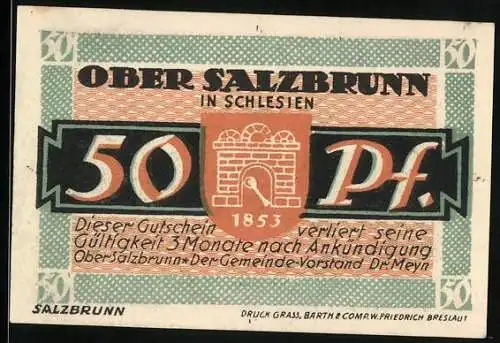 50 50
OBER SALZBRUNN
IN SCHLESIEN
50 Pf.
1853
Dieser Gutschein verliert seine
Gültigkeit 3 Monate nach Ankündigung
Ober Salzbrunn * Der Gemeinde-Vorstand Dr Meyn
50 50
SALZBRUNN DRUCK GRASS, BARTH & COMP. W. FRIEDRICH BRESLAU 1